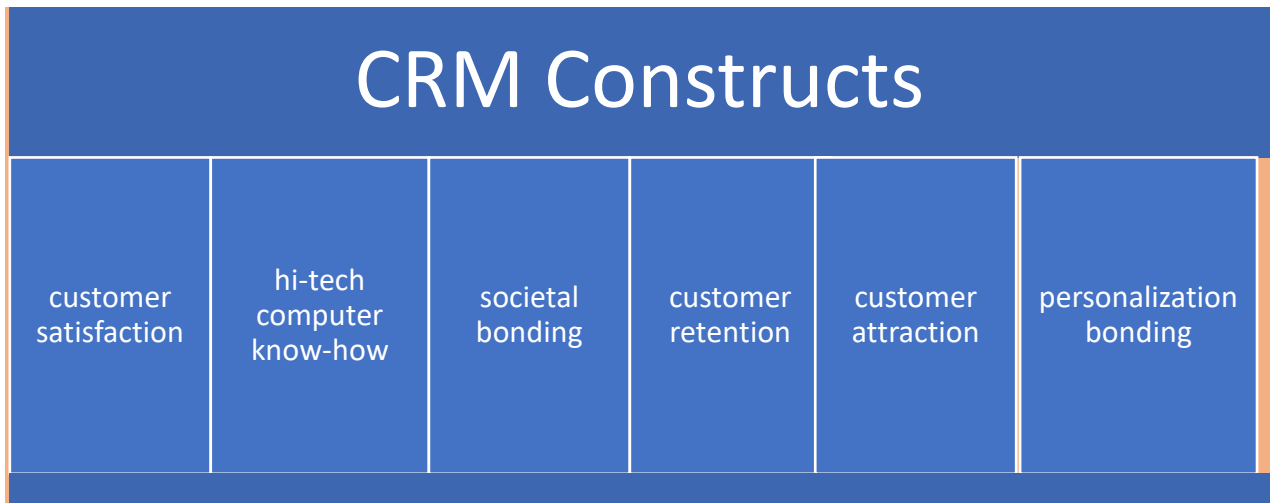 CRM Constructs
customer
satisfaction
hi-tech
computer
know-how
societal
bonding
customer
retention
customer
attraction
personalization
bonding